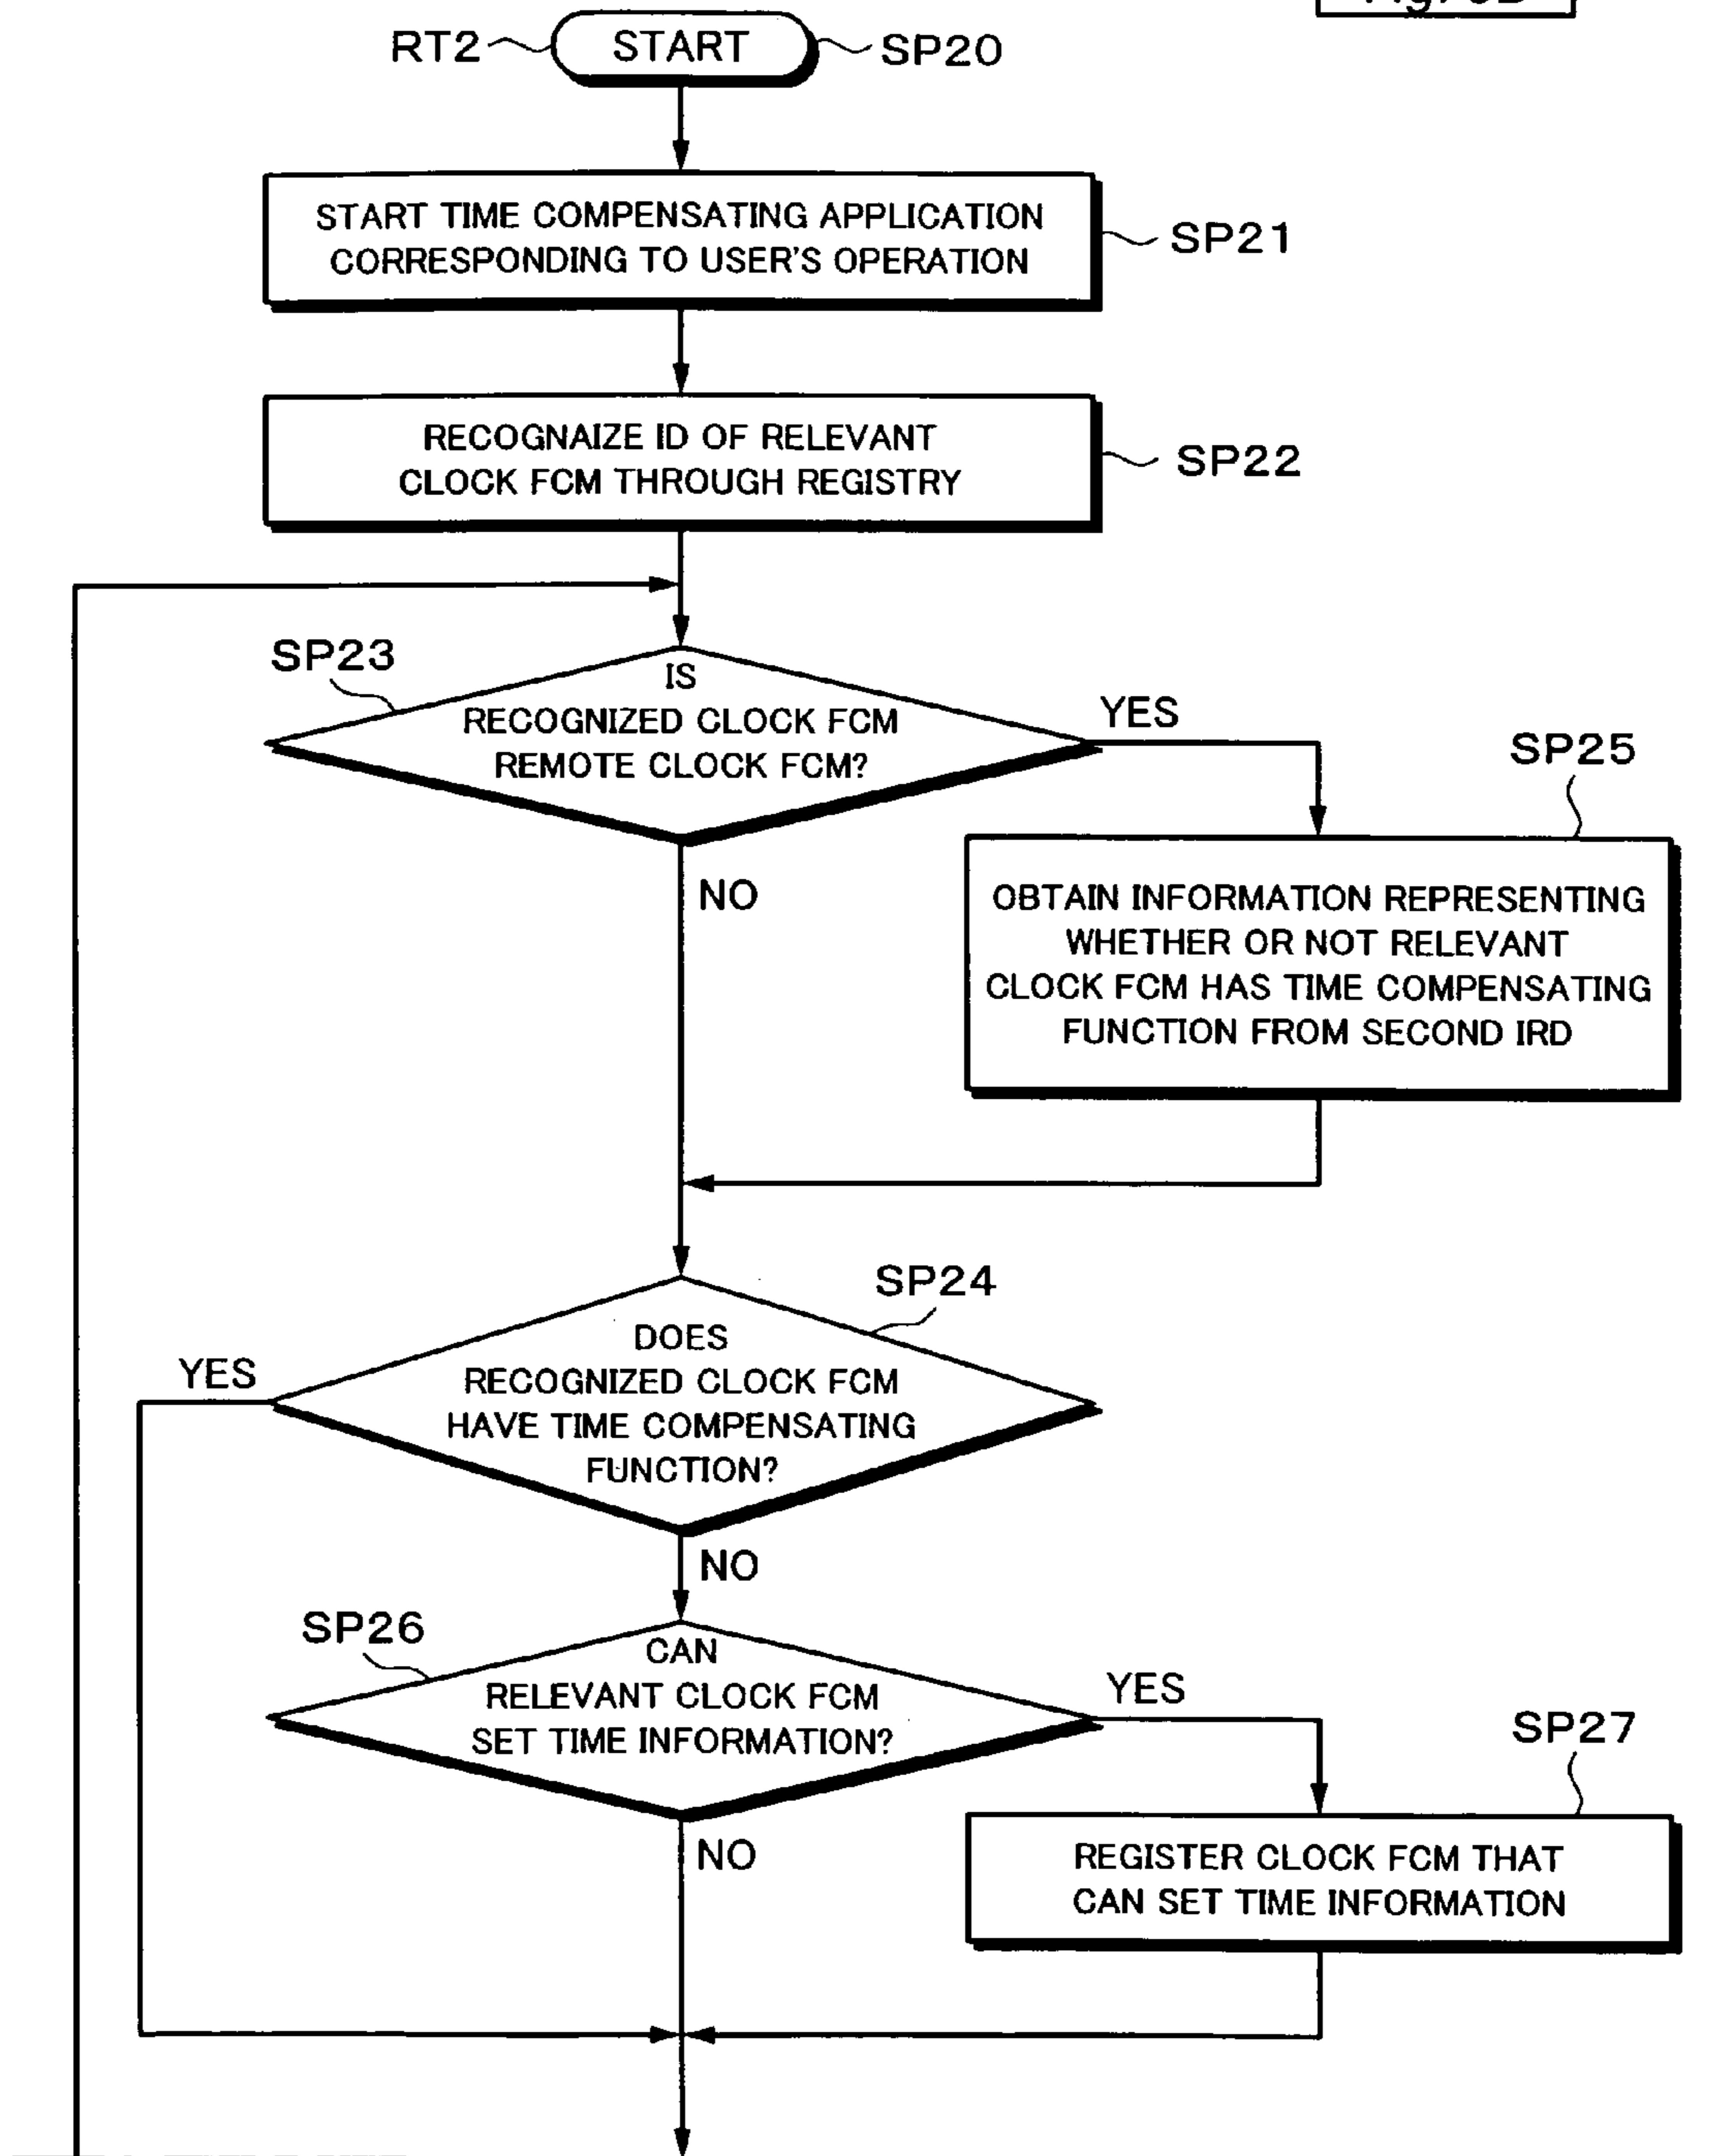 RT2
START
SP20
START TIME COMPENSATING APPLICATION
CORRESPONDING TO USER'S OPERATION
SP21
RECOGNAIZE ID OF RELEVANT
CLOCK FCM THROUGH REGISTRY
SP22
SP23
IS
RECOGNIZED CLOCK FCM
REMOTE CLOCK FCM?
YES
NO
SP25
OBTAIN INFORMATION REPRESENTING
WHETHER OR NOT RELEVANT
CLOCK FCM HAS TIME COMPENSATING
FUNCTION FROM SECOND IRD
SP24
DOES
RECOGNIZED CLOCK FCM
HAVE TIME COMPENSATING
FUNCTION?
YES
NO
SP26
CAN
RELEVANT CLOCK FCM
SET TIME INFORMATION?
YES
NO
SP27
REGISTER CLOCK FCM THAT
CAN SET TIME INFORMATION